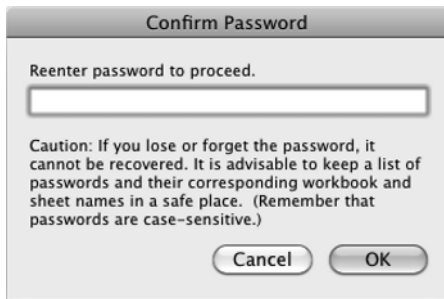 Confirm Password
Reenter password to proceed.
Caution: If you lose or forget the password, it
cannot be recovered. It is advisable to keep a list of
passwords and their corresponding workbook and
sheet names in a safe place.  (Remember that
passwords are case-sensitive.)
Cancel OK